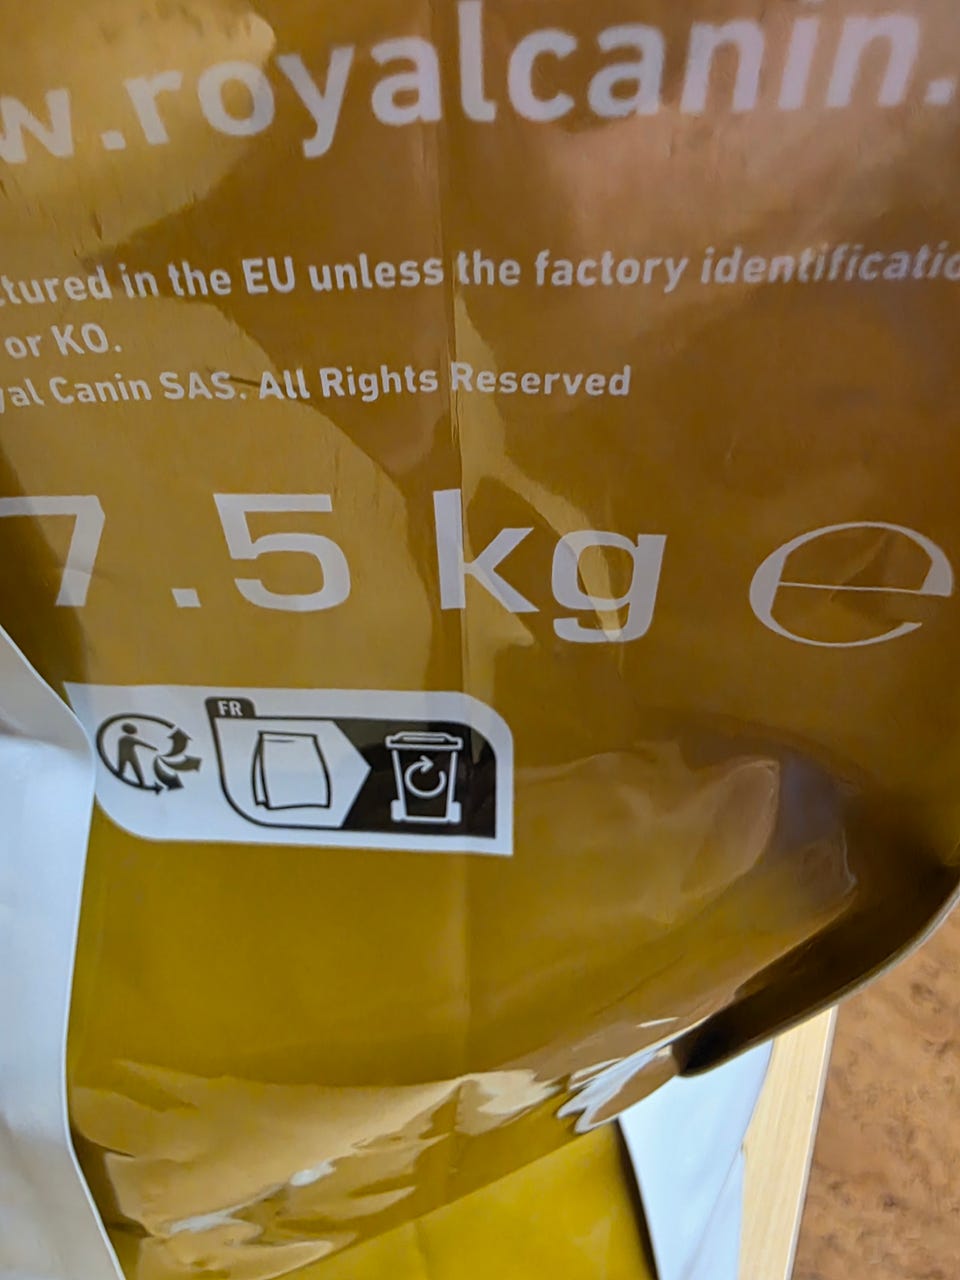 w.royalcanin.
ctured in the EU unless the factory identificatio
or KO.
yal Canin SAS. All Rights Reserved
7.5 kg e
FR